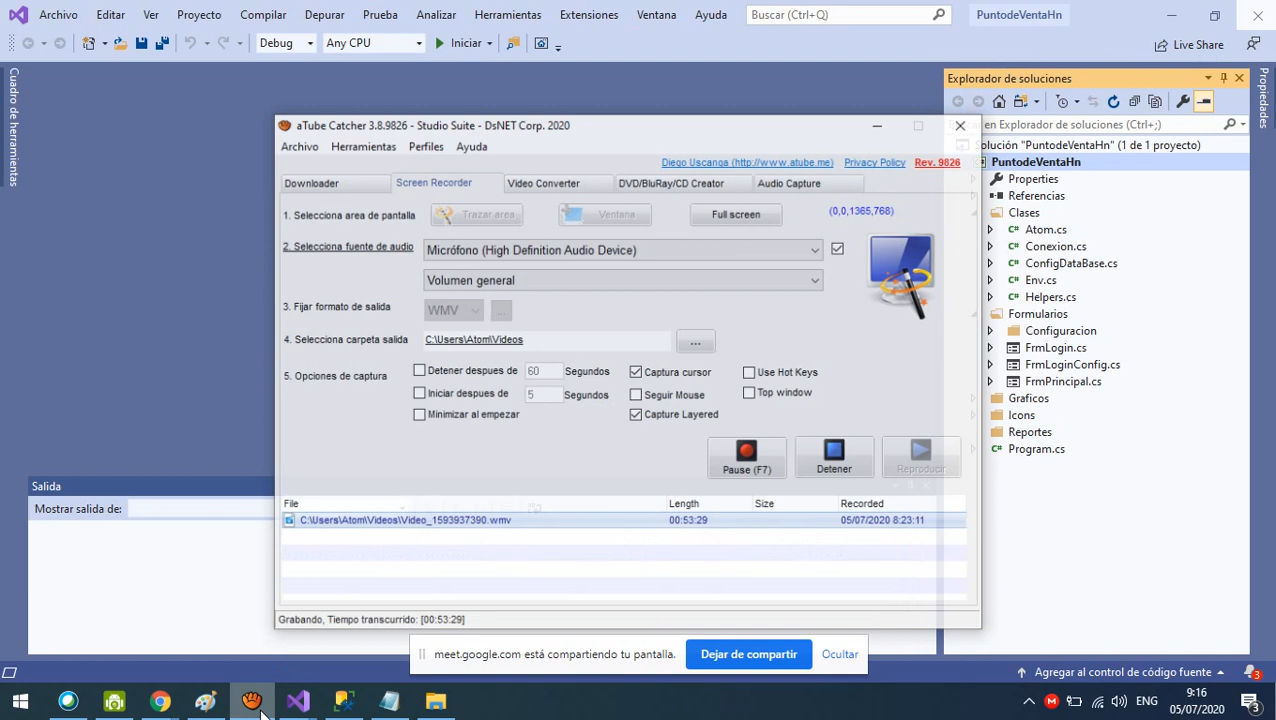 Archivo Editar Ver Proyecto Compilar Depurar Prueba Analizar Herramientas Extensiones Ventana Ayuda Buscar (Ctrl+Q) PuntodeVentaHn
Debug Any CPU Iniciar Live Share
Cuadro de herramientas
Propiedades
Explorador de soluciones
en Explorador de soluciones (Ctrl+;)
Solución "PuntodeVentaHn" (1 de 1 proyecto)
PuntodeVentaHn
Properties
Referencias
Clases
C# Atom.cs
C# Conexion.cs
C# ConfigDataBase.cs
C# Env.cs
C# Helpers.cs
Formularios
Configuracion
FrmLogin.cs
FrmLoginConfig.cs
FrmPrincipal.cs
Graficos
Icons
Reportes
C# Program.cs
aTube Catcher 3.8.9826 - Studio Suite - DsNET Corp. 2020
Archivo Herramientas Perfiles Ayuda
Diego Uscanga (http://www.atube.me) Privacy Policy Rev. 9826
Downloader Screen Recorder Video Converter DVD/BluRay/CD Creator Audio Capture
1. Selecciona area de pantalla Trazar area Ventana Full screen (0,0,1365,768)
2. Selecciona fuente de audio Micrófono (High Definition Audio Device)
Volumen general
3. Fijar formato de salida WMV ...
4. Selecciona carpeta salida C:\Users\Atom\Videos ...
5. Opciones de captura
Detener despues de 60 Segundos Captura cursor Use Hot Keys
Iniciar despues de 5 Segundos Seguir Mouse Top window
Minimizar al empezar Capture Layered
Pause (F7) Detener Reproducir
File Length Size Recorded
C:\Users\Atom\Videos\Video_1593937390.wmv 00:53:29 05/07/2020 8:23:11
Grabando, Tiempo transcurrido: [00:53:29]
Salida
Mostrar salida de:
meet.google.com está compartiendo tu pantalla. Dejar de compartir Ocultar
Agregar al control de código fuente 3
M ENG 9:16
05/07/2020 3